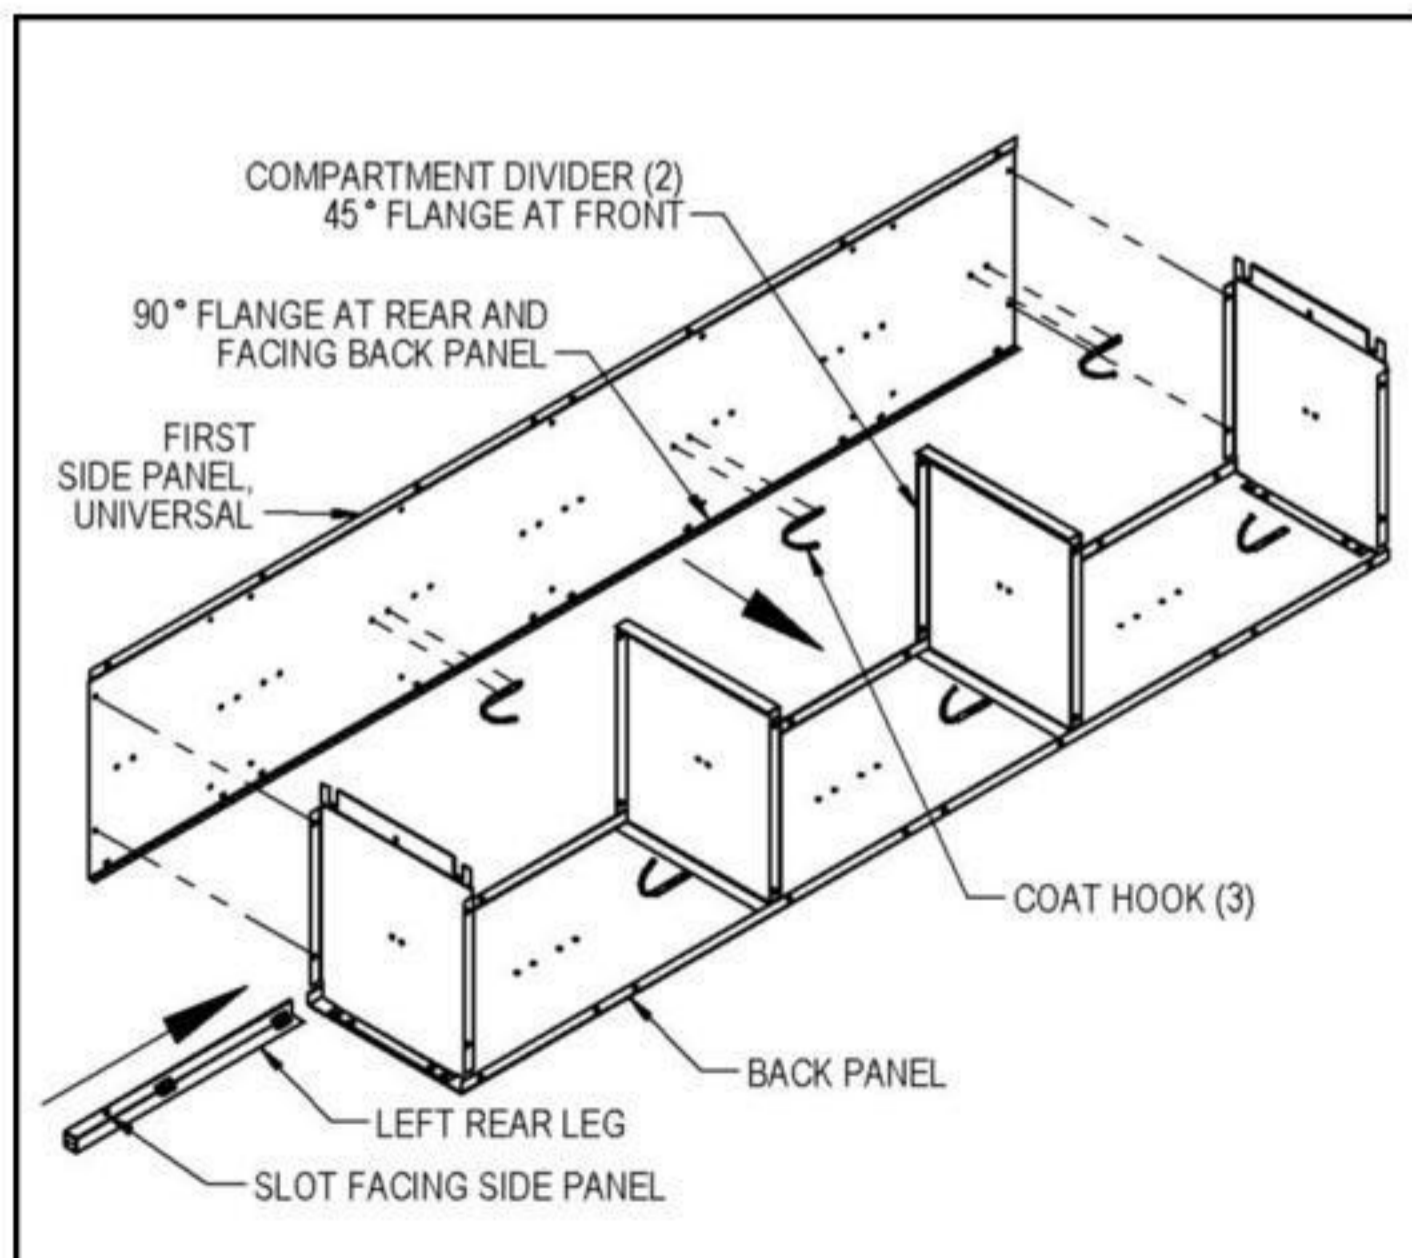 COMPARTMENT DIVIDER (2)
45° FLANGE AT FRONT
90° FLANGE AT REAR AND
FACING BACK PANEL
FIRST
SIDE PANEL,
UNIVERSAL
COAT HOOK (3)
BACK PANEL
LEFT REAR LEG
SLOT FACING SIDE PANEL